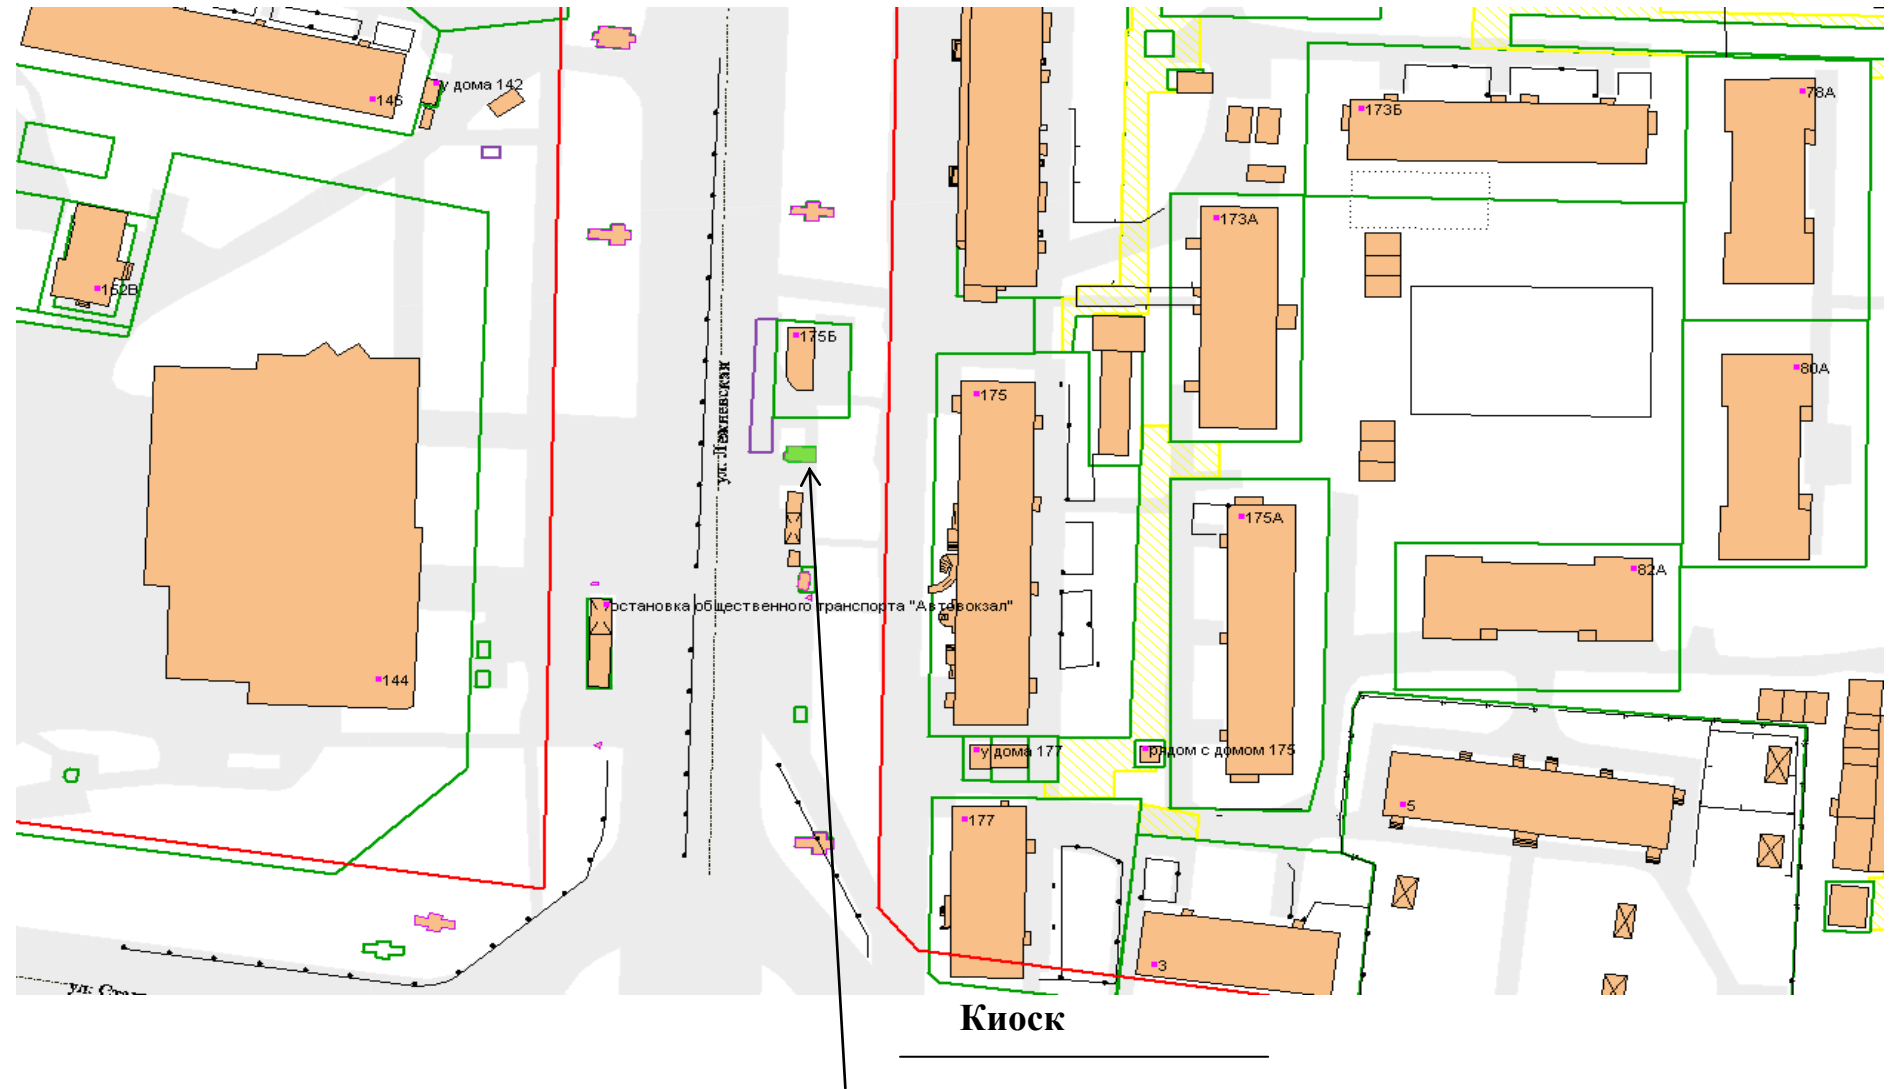 146
у дома 142
173Б
78А
173А
152В
175Б
80А
175
ул. Лежневская
175А
82А
остановка общественного транспорта "Автовокзал"
144
у дома 177
рядом с домом 175
5
177
3
Киоск